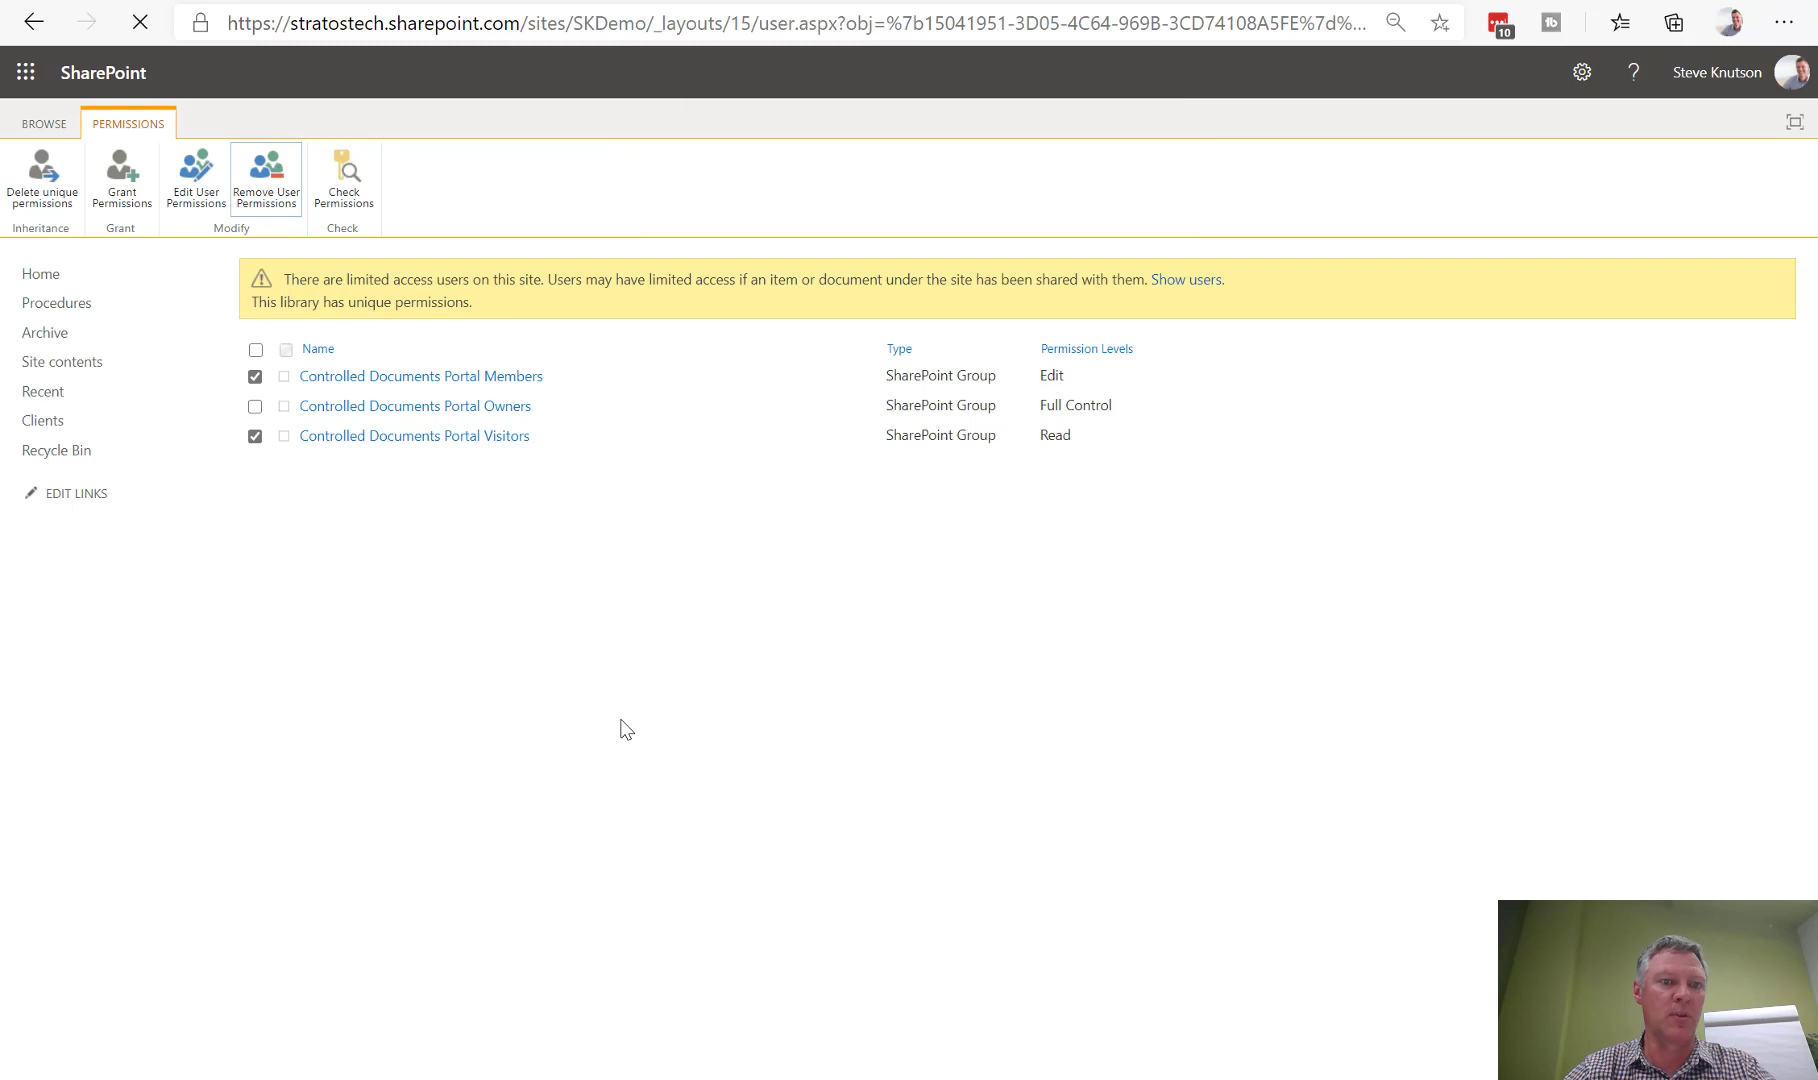 https://stratostech.sharepoint.com/sites/SKDemo/_layouts/15/user.aspx?obj=%7b15041951-3D05-4C64-969B-3CD74108A5FE%7d%...
10
SharePoint
?
Steve Knutson
BROWSE
PERMISSIONS
Delete unique permissions
Grant Permissions
Edit User Permissions
Remove User Permissions
Check Permissions
Inheritance
Grant
Modify
Check
Home
Procedures
Archive
Site contents
Recent
Clients
Recycle Bin
EDIT LINKS
There are limited access users on this site. Users may have limited access if an item or document under the site has been shared with them. Show users.
This library has unique permissions.
Name Type Permission Levels
Controlled Documents Portal Members SharePoint Group Edit
Controlled Documents Portal Owners SharePoint Group Full Control
Controlled Documents Portal Visitors SharePoint Group Read